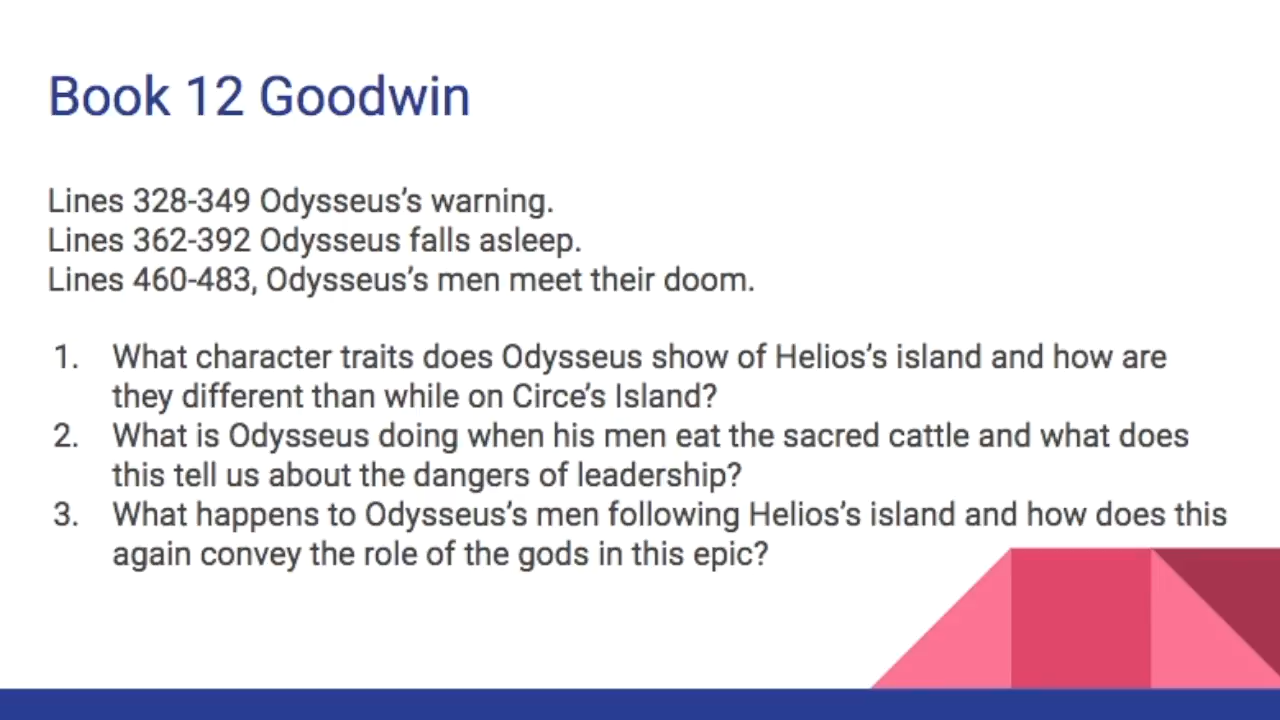 Book 12 Goodwin
Lines 328-349 Odysseus’s warning.
Lines 362-392 Odysseus falls asleep.
Lines 460-483, Odysseus’s men meet their doom.
1. What character traits does Odysseus show of Helios’s island and how are
they different than while on Circe’s Island?
2. What is Odysseus doing when his men eat the sacred cattle and what does
this tell us about the dangers of leadership?
3. What happens to Odysseus’s men following Helios’s island and how does this
again convey the role of the gods in this epic?